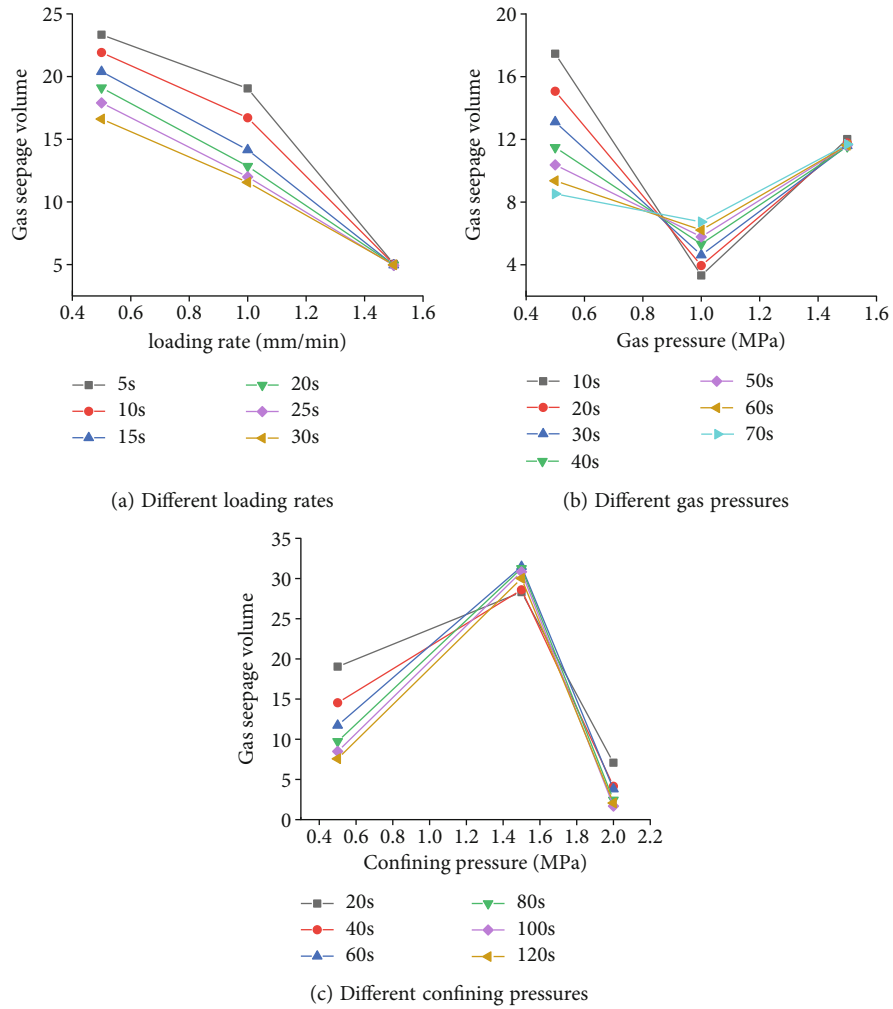 25
20
15
10
5
Gas seepage volume
0.4 0.6 0.8 1.0 1.2 1.4 1.6
loading rate (mm/min)
5s
10s
15s
20s
25s
30s
(a) Different loading rates
20
16
12
8
4
Gas seepage volume
0.4 0.6 0.8 1.0 1.2 1.4 1.6
Gas pressure (MPa)
10s
20s
30s
40s
50s
60s
70s
(b) Different gas pressures
35
30
25
20
15
10
5
0
Gas seepage volume
0.4 0.6 0.8 1.0 1.2 1.4 1.6 1.8 2.0 2.2
Confining pressure (MPa)
20s
40s
60s
80s
100s
120s
(c) Different confining pressures